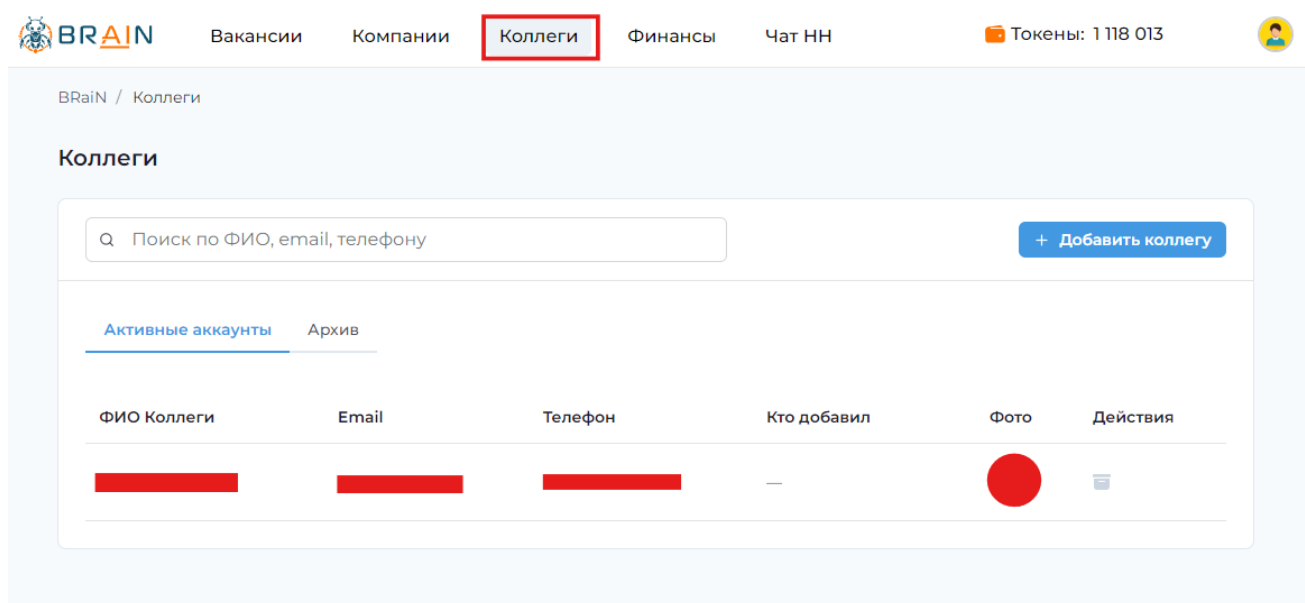 BRAIN Вакансии Компании Коллеги Финансы Чат HH Токены: 1 118 013
BRaiN / Коллеги
Коллеги
Поиск по ФИО, email, телефону + Добавить коллегу
Активные аккаунты Архив
ФИО Коллеги Email Телефон Кто добавил Фото Действия
—